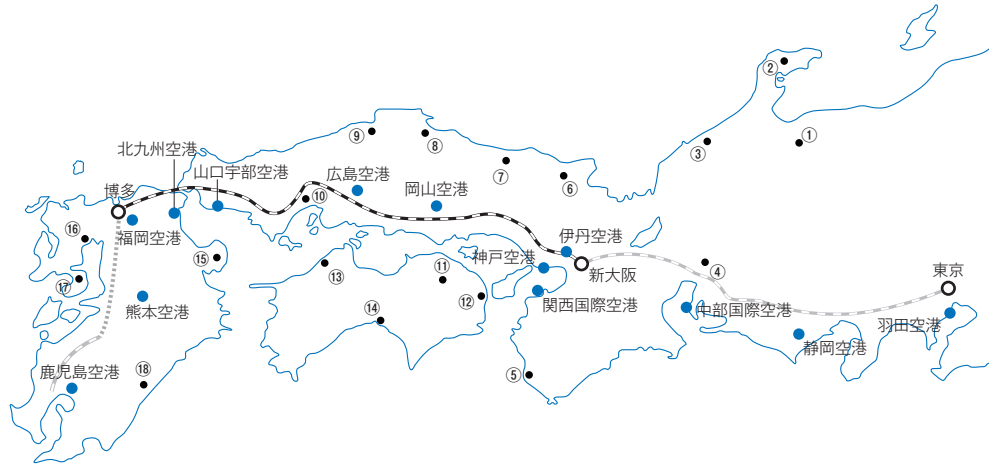 ②
①
③
⑨
⑧
北九州空港
⑦
山口宇部空港
広島空港
⑥
博多
岡山空港
⑩
⑯
福岡空港
伊丹空港
⑮
神戸空港
⑬
⑪
新大阪
④
東京
⑰
⑫
関西国際空港
熊本空港
⑭
中部国際空港
羽田空港
静岡空港
鹿児島空港
⑱
⑤